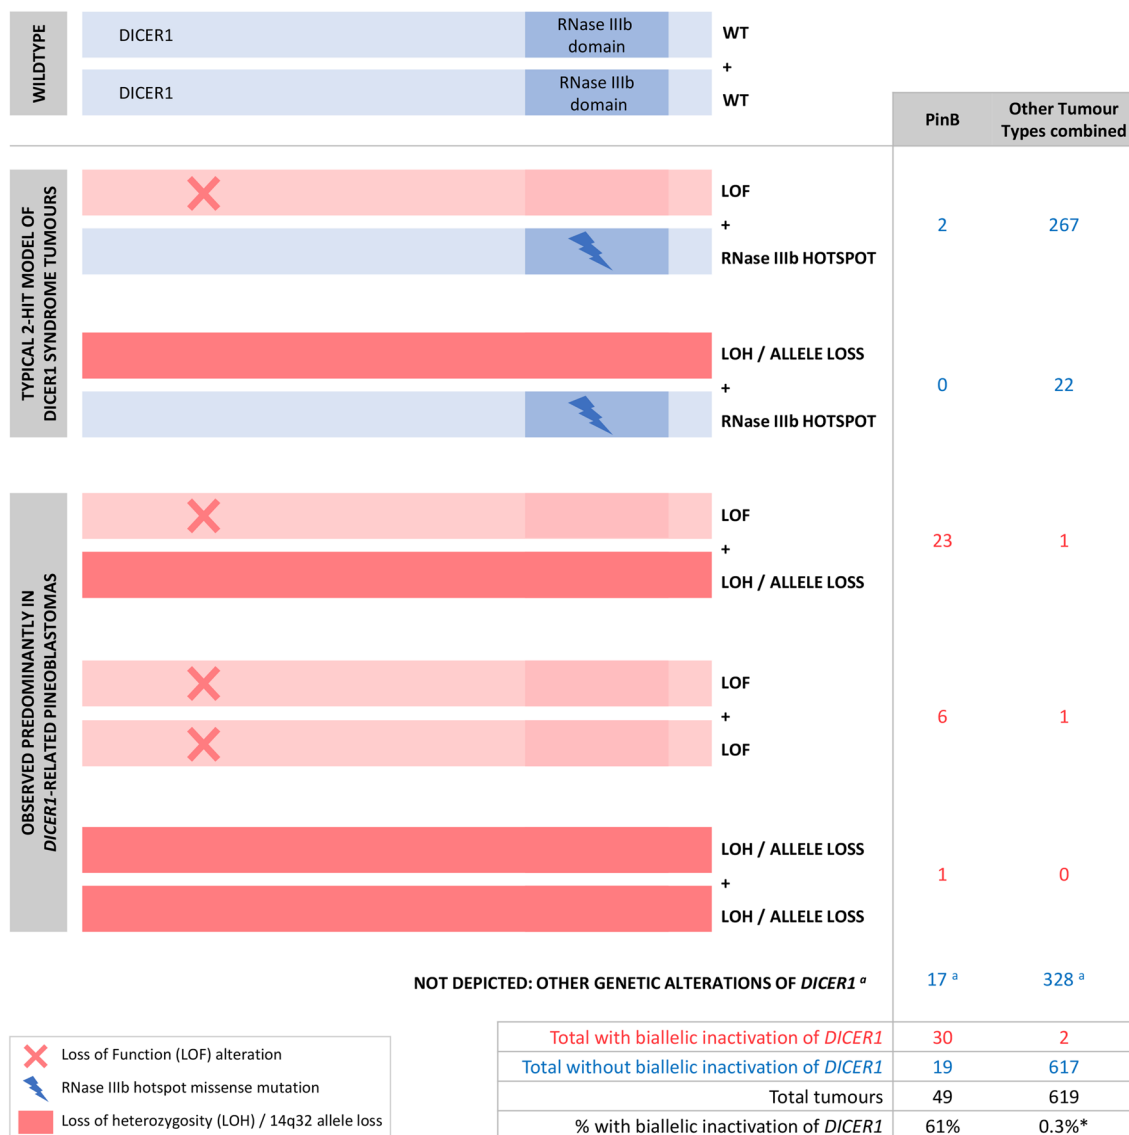 WILDTYPE
DICER1
RNase IIIb
domain
WT
+
DICER1
RNase IIIb
domain
WT
PinB
Other Tumour
Types combined
TYPICAL 2-HIT MODEL OF
DICER1 SYNDROME TUMOURS
LOF
+
RNase IIIb HOTSPOT
2
267
LOH / ALLELE LOSS
+
RNase IIIb HOTSPOT
0
22
OBSERVED PREDOMINANTLY IN
DICER1-RELATED PINEOBLASTOMAS
LOF
+
LOH / ALLELE LOSS
23
1
LOF
+
LOF
6
1
LOH / ALLELE LOSS
+
LOH / ALLELE LOSS
1
0
NOT DEPICTED: OTHER GENETIC ALTERATIONS OF DICER1 a
17 a
328 a
Loss of Function (LOF) alteration
RNase IIIb hotspot missense mutation
Loss of heterozygosity (LOH) / 14q32 allele loss
Total with biallelic inactivation of DICER1 30 2
Total without biallelic inactivation of DICER1 19 617
Total tumours 49 619
% with biallelic inactivation of DICER1 61% 0.3%*